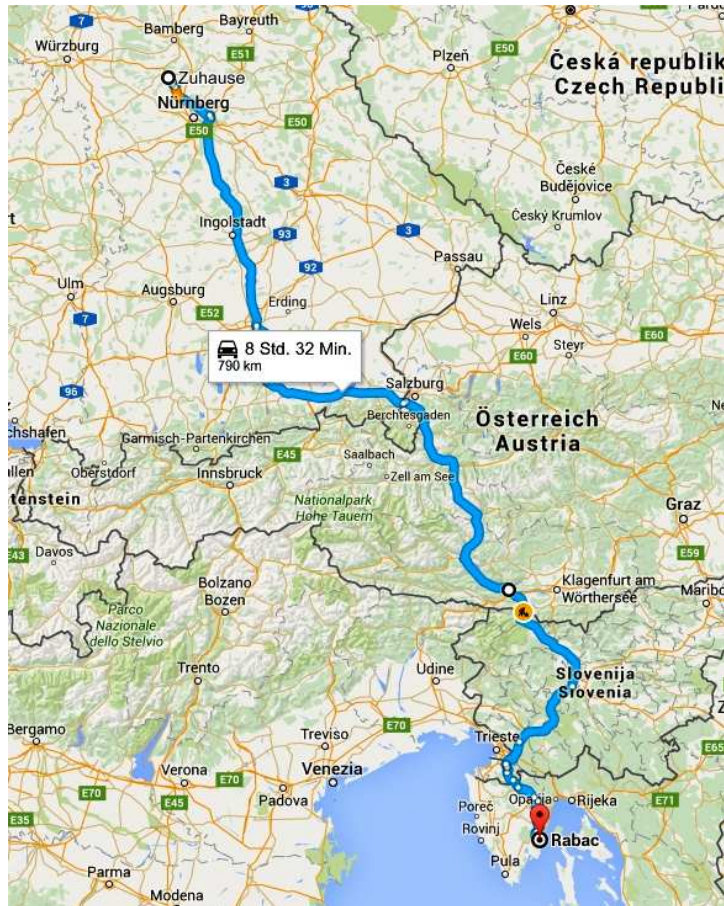 7
Bamberg
Bayreuth
Würzburg
E51
E50
Plzeň
Česká republik
Czech Republi
Zuhause
Nürnberg
E50
E50
3
České
Budějovice
Český Krumlov
Ingolstadt
93
3
92
Passau
Ulm
Augsburg
Erding
Linz
7
E52
Wels
E60
Steyr
E60
8 Std. 32 Min.
790 km
96
Salzburg
Berchtesgaden
Österreich
Austria
chshafen
Garmisch-Partenkirchen
E45
Saalbach
Oberstdorf
Innsbruck
Zell am See
tenstein
Nationalpark
Hohe Tauern
Graz
E43
Davos
E59
Bolzano
Bozen
Klagenfurt am
Wörthersee
Maribo
Parco
Nazionale
dello Stelvio
Trento
Udine
Slovenija
Slovenia
Bergamo
Treviso
E70
Trieste
Verona
E70
Venezia
E70
Padova
E45
Opatija
Rijeka
E71
Poreč
E35
Rovinj
Rabac
Pula
Parma
Modena